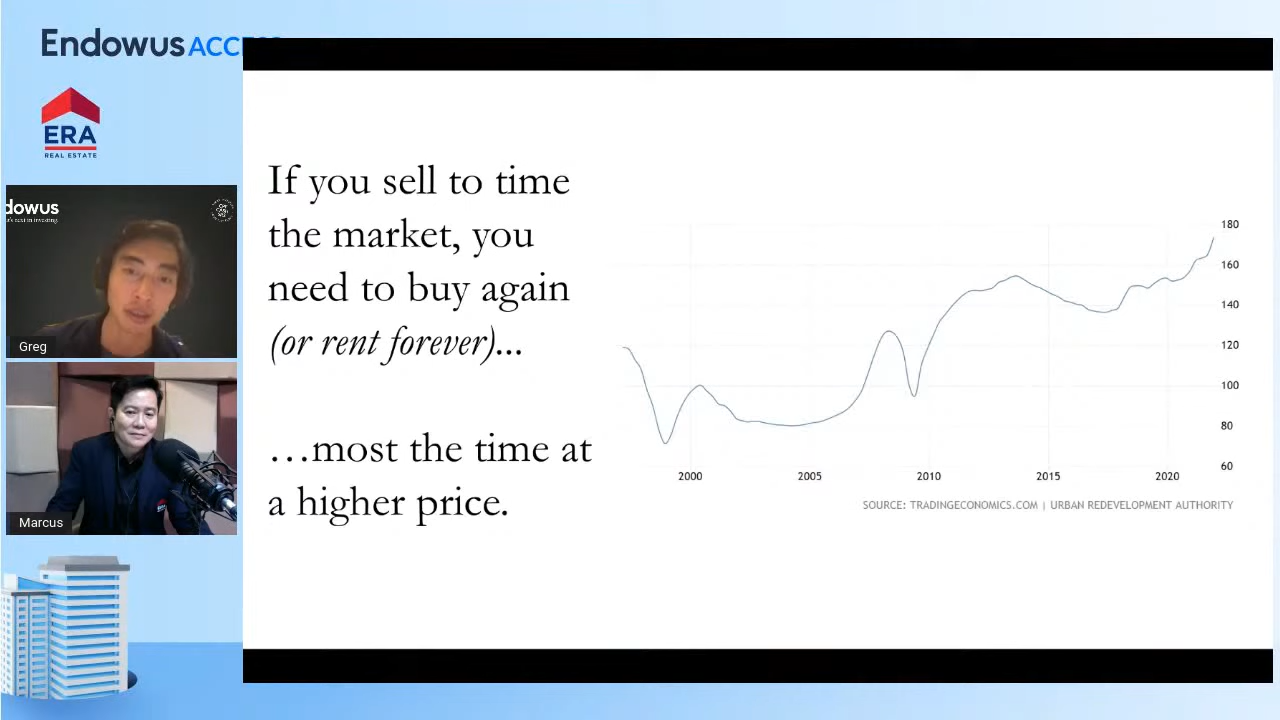 Endowus ACCE
ERA
REAL ESTATE
dowus
Greg
Marcus
If you sell to time
the market, you
need to buy again
(or rent forever)...
…most the time at
a higher price.
180
160
140
120
100
80
60
2000 2005 2010 2015 2020
SOURCE: TRADINGECONOMICS.COM | URBAN REDEVELOPMENT AUTHORITY